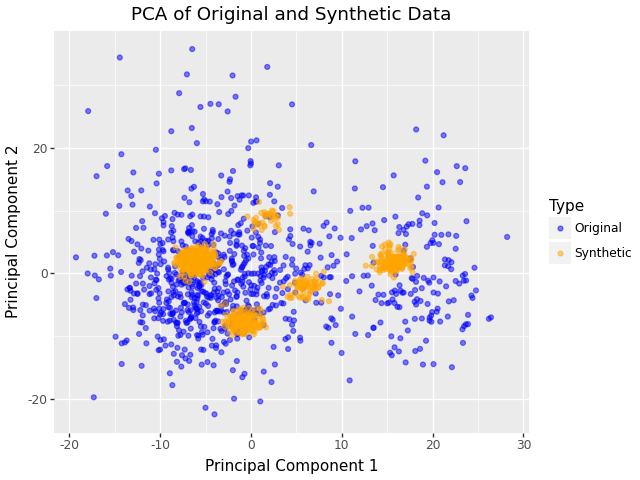 PCA of Original and Synthetic Data
Principal Component 2
20
0
-20
-20
-10
0
10
20
30
Principal Component 1
Type
Original
Synthetic